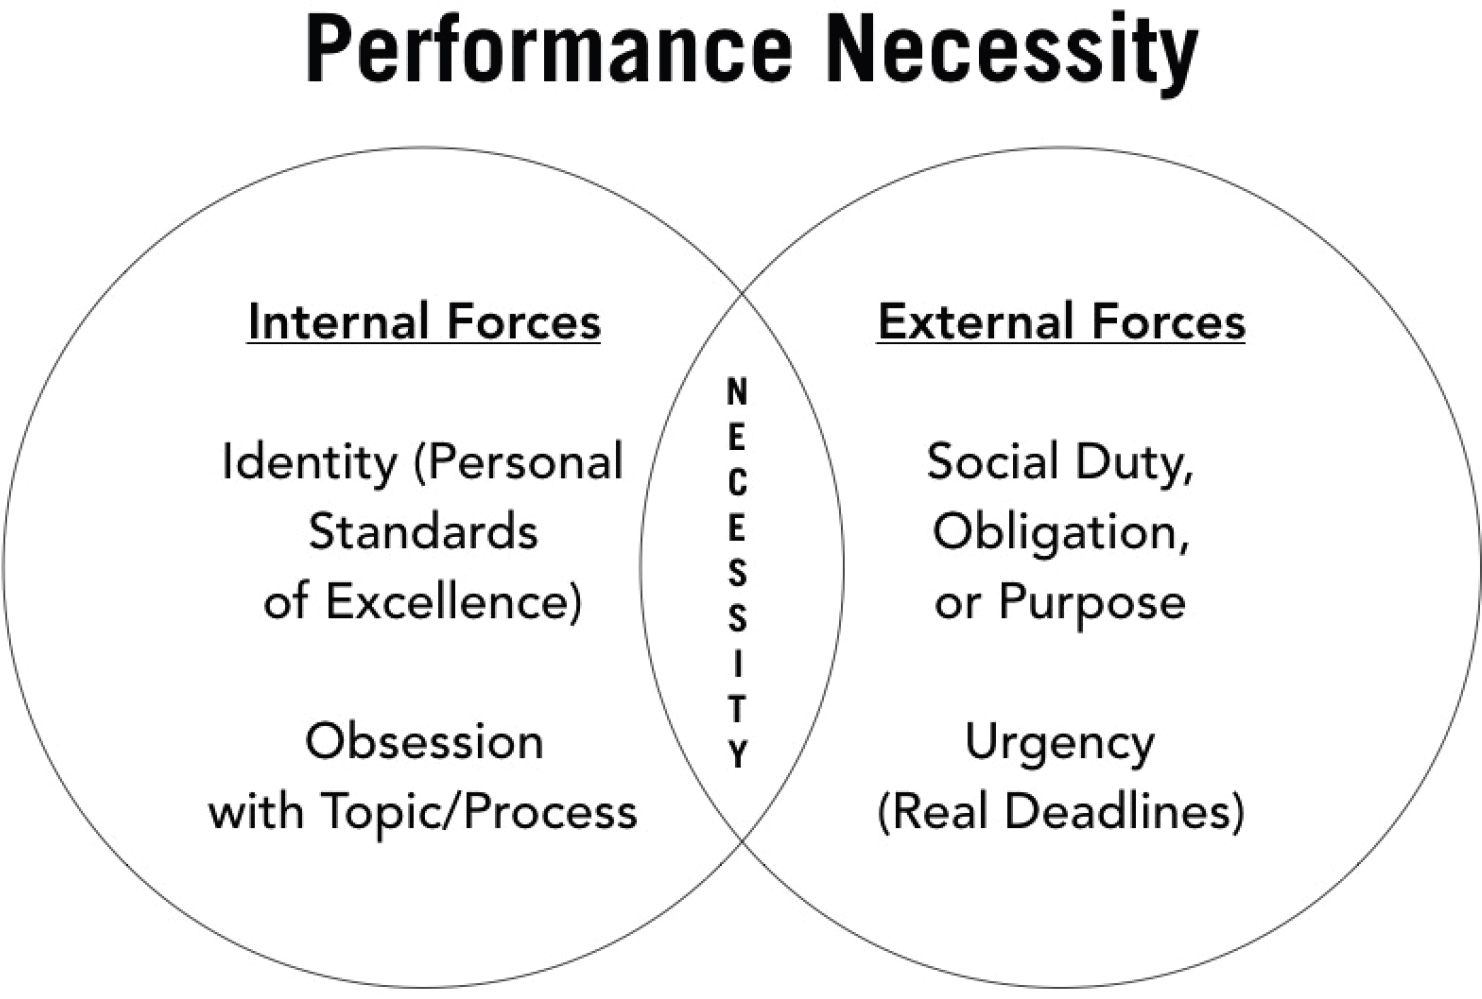 Performance Necessity
Internal Forces
Identity (Personal
Standards
of Excellence)
Obsession
with Topic/Process
NECESSITY
External Forces
Social Duty,
Obligation,
or Purpose
Urgency
(Real Deadlines)